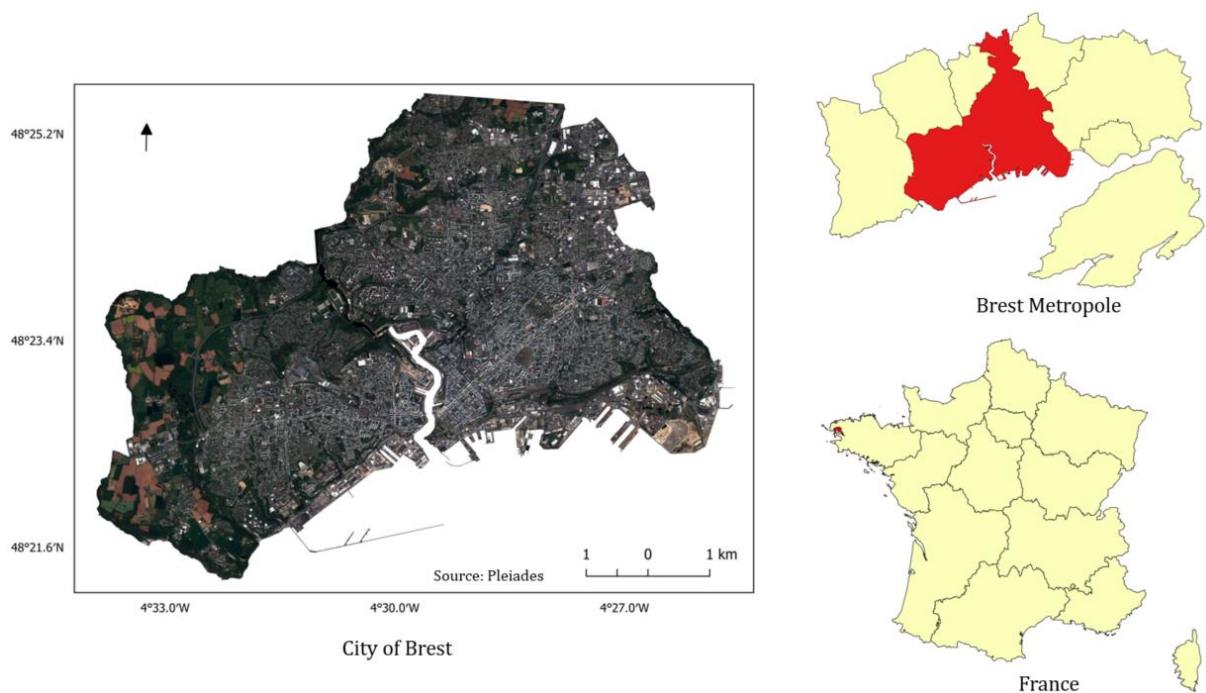 48°25.2'N
48°23.4'N
48°21.6'N
4°33.0'W
4°30.0'W
4°27.0'W
1 0 1 km
Source: Pleiades
City of Brest
Brest Metropole
France